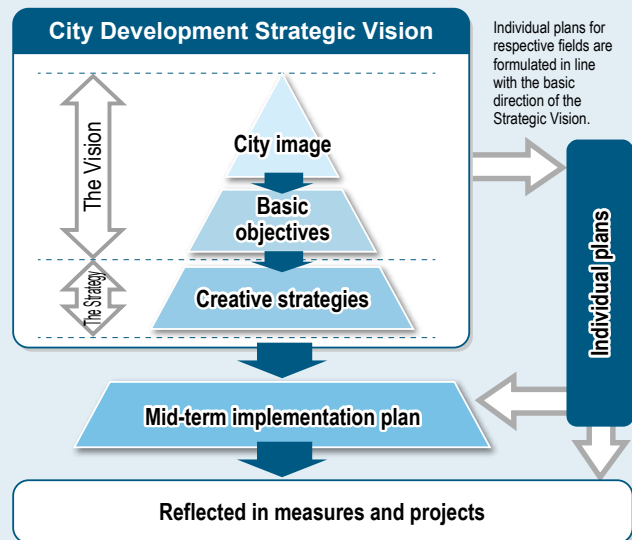 City Development Strategic Vision
Individual plans for
respective fields are
formulated in line
with the basic
direction of the
Strategic Vision.
The Vision
City image
Basic
objectives
The Strategy
Creative strategies
Individual plans
Mid-term implementation plan
Reflected in measures and projects